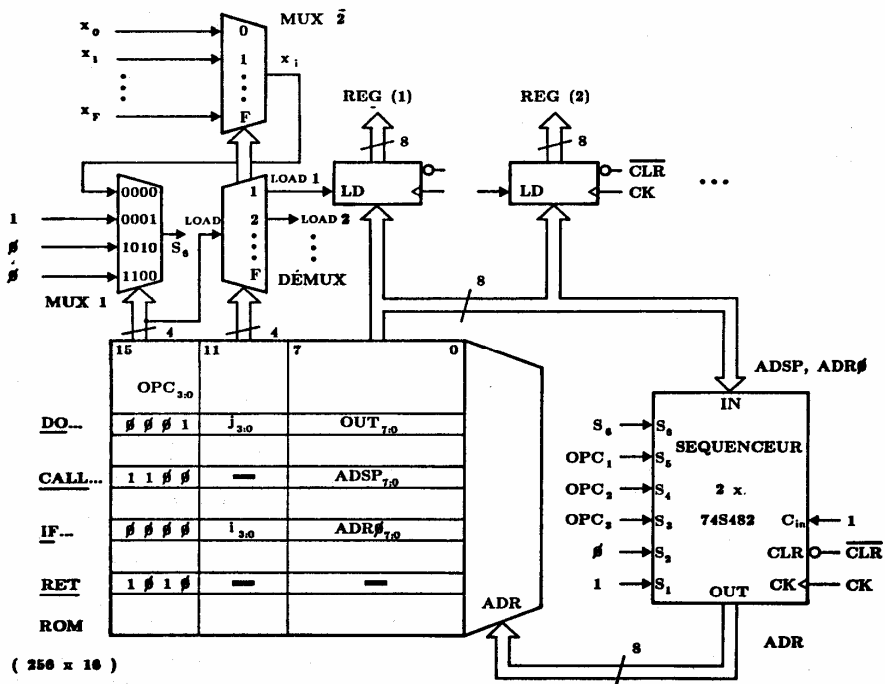 MUX 2
x0
0
xi
1
xi
xF
F
REG (1)
REG (2)
8
8
0000
LOAD 1
LD
LD
CLR
CK
1
1
0001
LOAD
2
LOAD 2
ø
1010
S6
ø
1100
F
DÉMUX
MUX 1
4
4
8
15
11
7
0
ADSP, ADRø
OPC3:0
IN
DO...
ø ø ø 1
j3:0
OUT7:0
S6
S6
SEQUENCEUR
OPC1
S5
CALL...
1 1 ø ø
ADSP7:0
OPC2
S4
2 x.
IF...
ø ø ø ø
i3:0
ADRø7:0
OPC3
S3
74S482
Cin
1
ø
S2
CLR
CLR
RET
1 ø 1 ø
1
S1
OUT
CK
CK
ROM
ADR
ADR
( 256 x 16 )
8